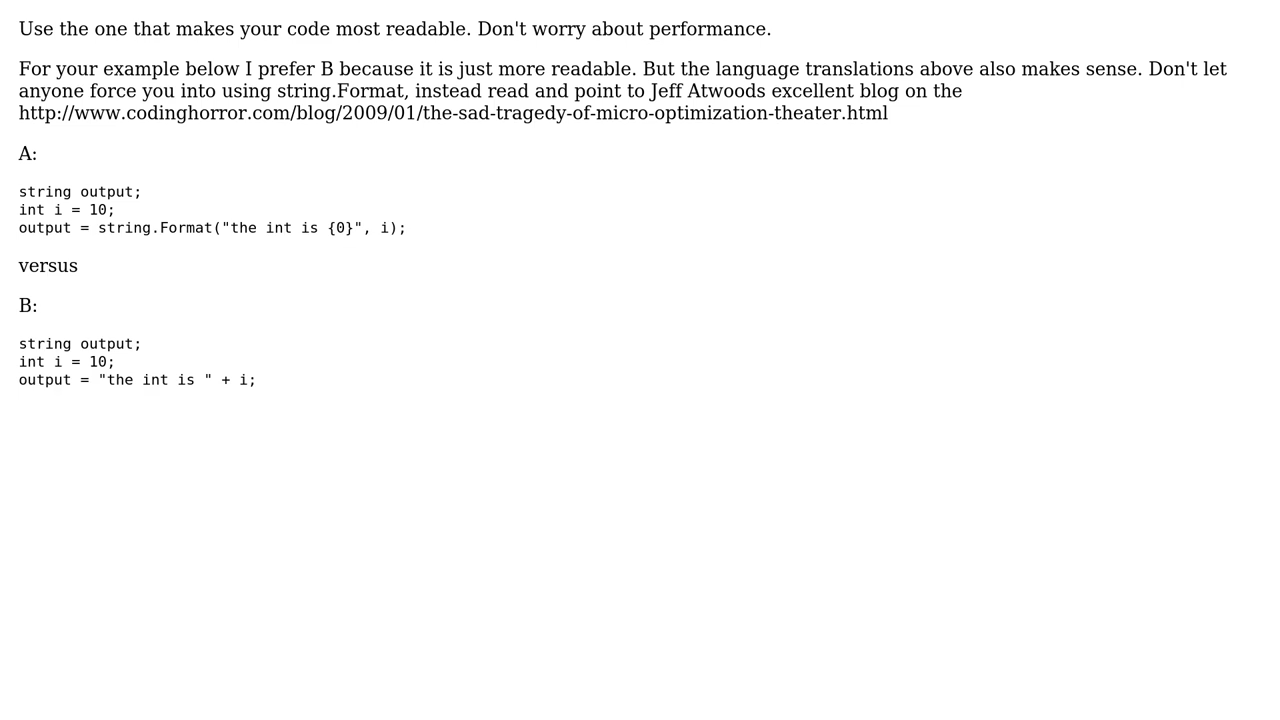 Use the one that makes your code most readable. Don't worry about performance.
For your example below I prefer B because it is just more readable. But the language translations above also makes sense. Don't let
anyone force you into using string.Format, instead read and point to Jeff Atwoods excellent blog on the
http://www.codinghorror.com/blog/2009/01/the-sad-tragedy-of-micro-optimization-theater.html
A:
string output;
int i = 10;
output = string.Format("the int is {0}", i);
versus
B:
string output;
int i = 10;
output = "the int is " + i;